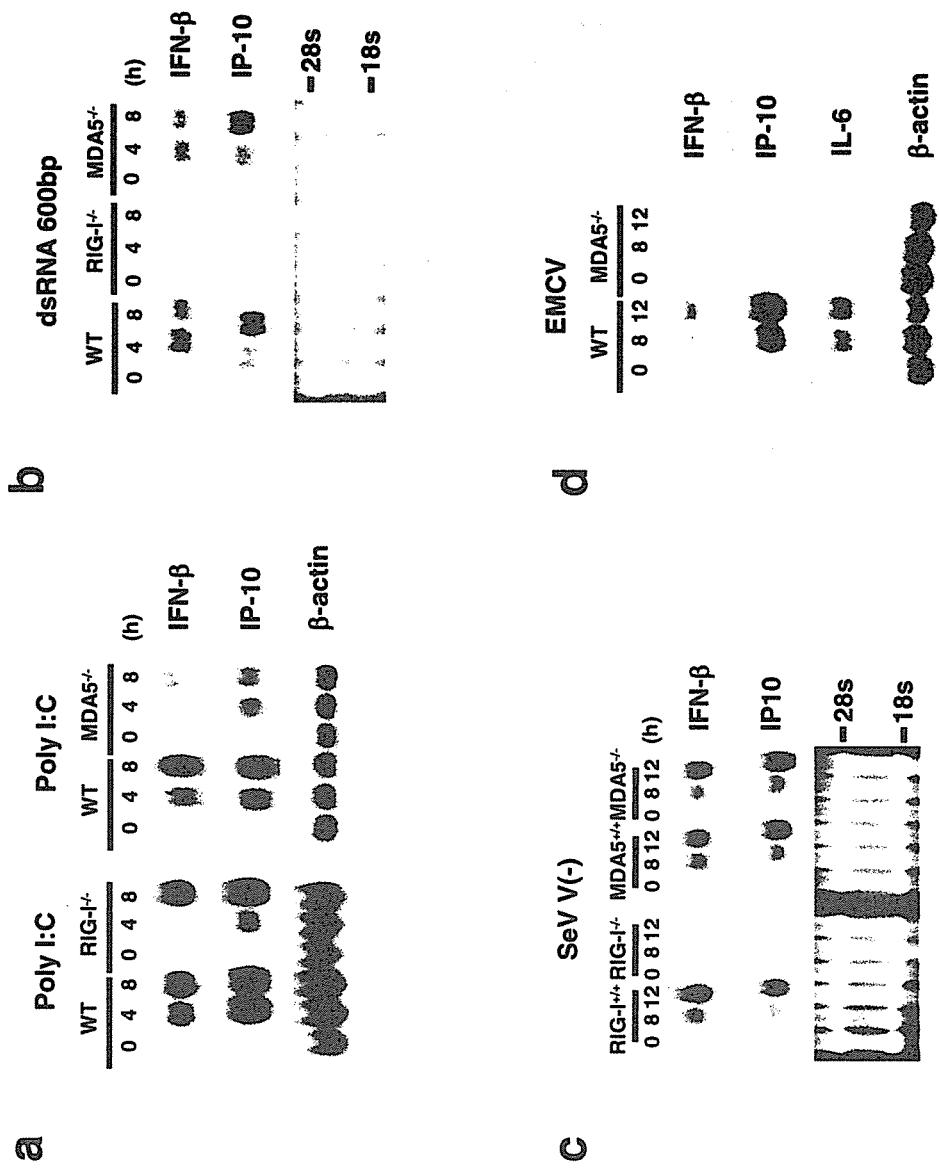 a
Poly I:C Poly I:C
WT RIG-I-/- WT MDA5-/-
0 4 8 0 4 8 0 4 8 0 4 8 (h)
IFN-β
IP-10
β-actin
b
dsRNA 600bp
WT RIG-I-/- MDA5-/-
0 4 8 0 4 8 0 4 8 (h)
IFN-β
IP-10
28s
18s
c
SeV V(-)
RIG-I+/+ RIG-I-/- MDA5+/+ MDA5-/-
0 8 12 0 8 12 0 8 12 0 8 12 (h)
IFN-β
IP10
28s
18s
d
EMCV
WT MDA5-/-
0 8 12 0 8 12
IFN-β
IP-10
IL-6
β-actin